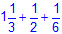 1 1/3 + 1/2 + 1/6